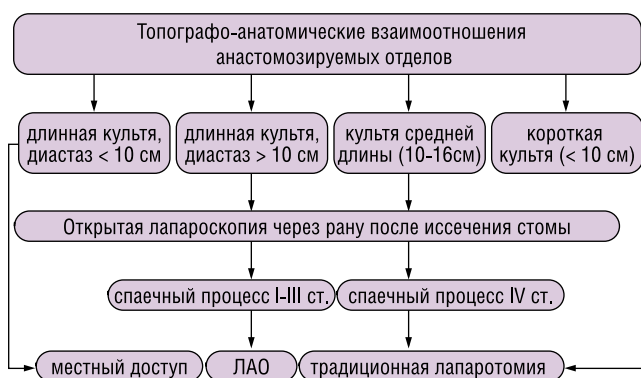 Топографо-анатомические взаимоотношения
анастомозируемых отделов
длинная культя,
диастаз < 10 см
длинная культя,
диастаз > 10 см
культя средней
длины (10-16см)
короткая
культя (< 10 см)
Открытая лапароскопия через рану после иссечения стомы
спаечный процесс I-III ст.
спаечный процесс IV ст.
местный доступ
ЛАО
традиционная лапаротомия